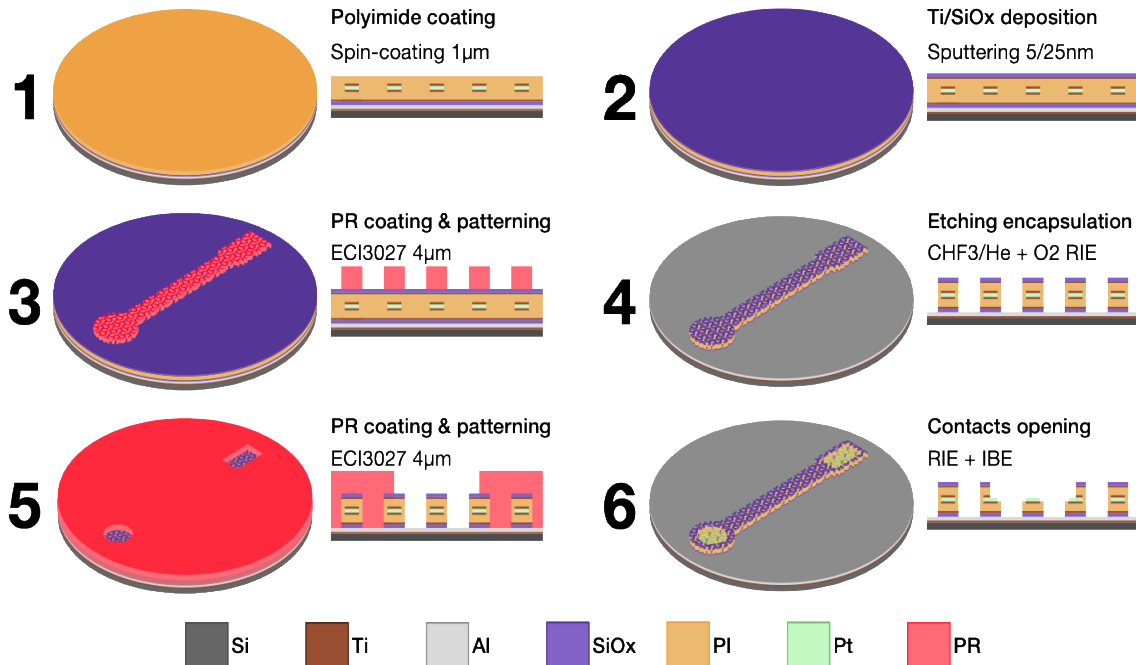 1
Polyimide coating
Spin-coating 1µm
2
Ti/SiOx deposition
Sputtering 5/25nm
3
PR coating & patterning
ECI3027 4µm
4
Etching encapsulation
CHF3/He + O2 RIE
5
PR coating & patterning
ECI3027 4µm
6
Contacts opening
RIE + IBE
Si
Ti
Al
SiOx
PI
Pt
PR